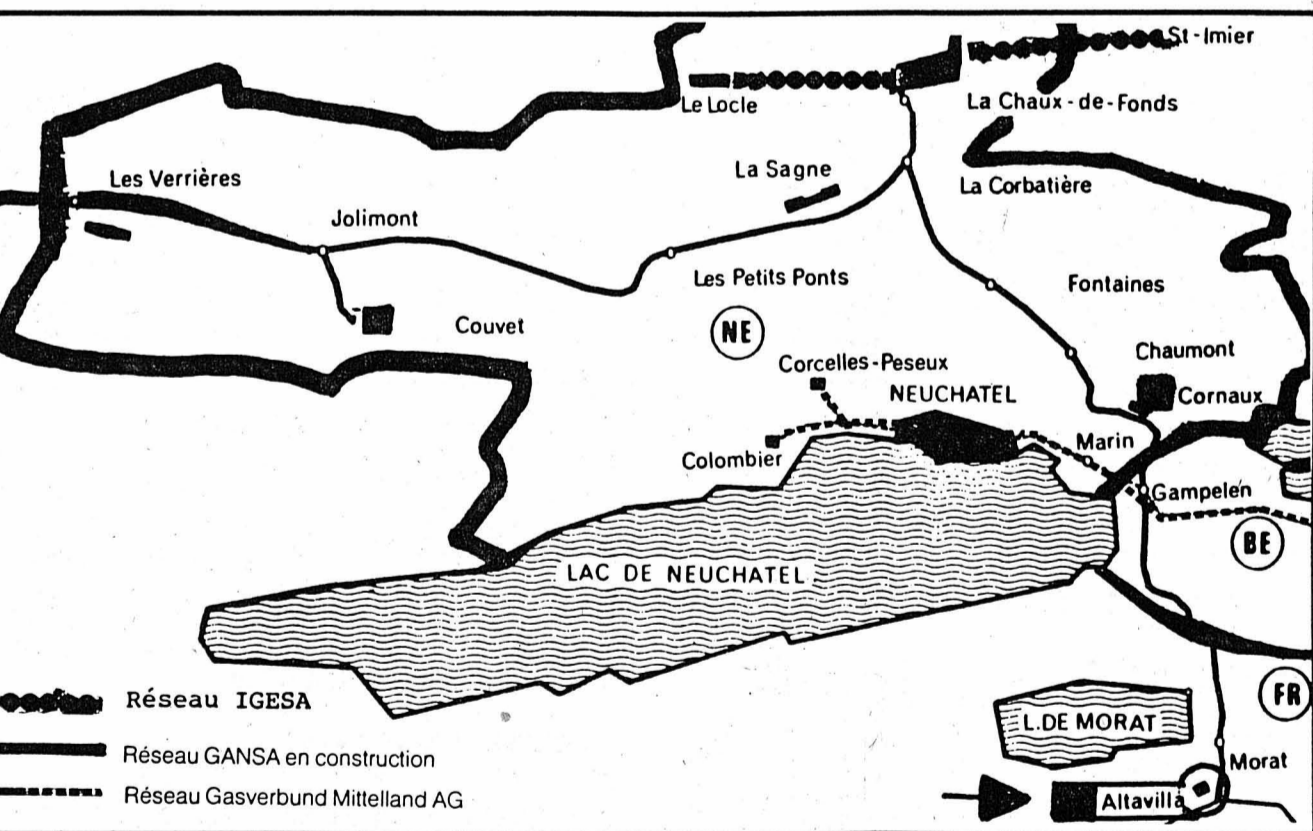 St-Imier
Le Locle
La Chaux-de-Fonds
La Sagne
La Corbatière
Les Verrières
Jolimont
Les Petits Ponts
Fontaines
Couvet
NE
Chaumont
Corcelles-Peseux
NEUCHATEL
Cornaux
Marin
Colombier
Gampelen
BE
LAC DE NEUCHATEL
Réseau IGESA
FR
L.DE MORAT
Réseau GANSA en construction
Morat
Réseau Gasverbund Mittelland AG
Altavilla